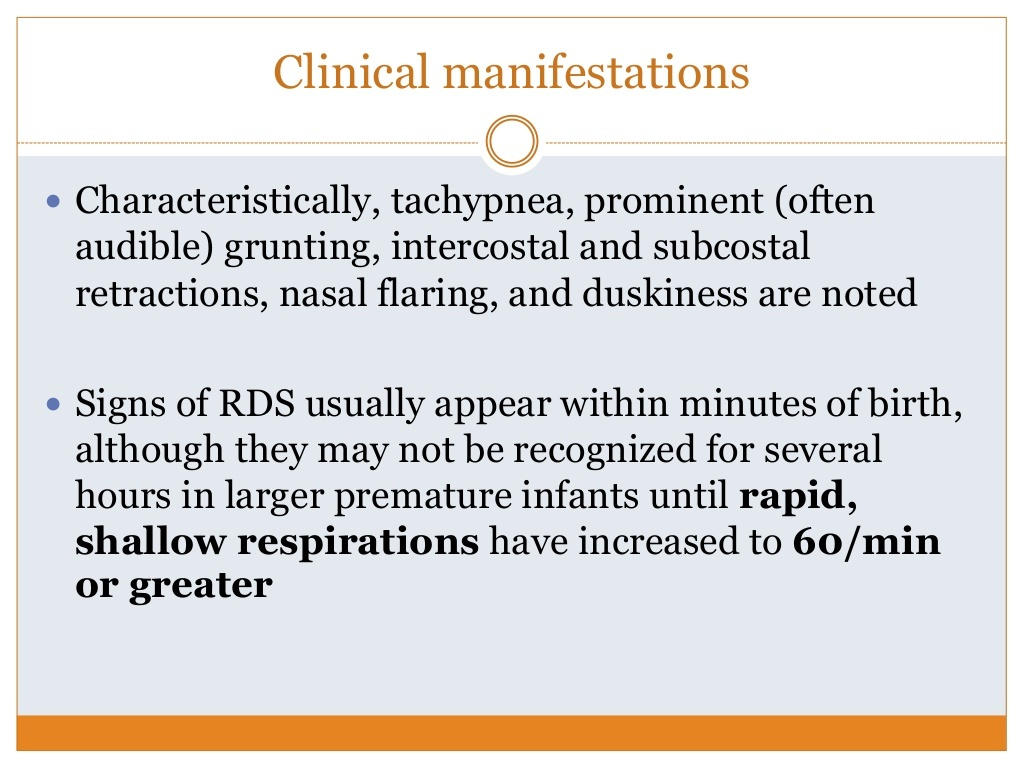 Clinical manifestations
• Characteristically, tachypnea, prominent (often
audible) grunting, intercostal and subcostal
retractions, nasal flaring, and duskiness are noted
• Signs of RDS usually appear within minutes of birth,
although they may not be recognized for several
hours in larger premature infants until rapid,
shallow respirations have increased to 60/min
or greater